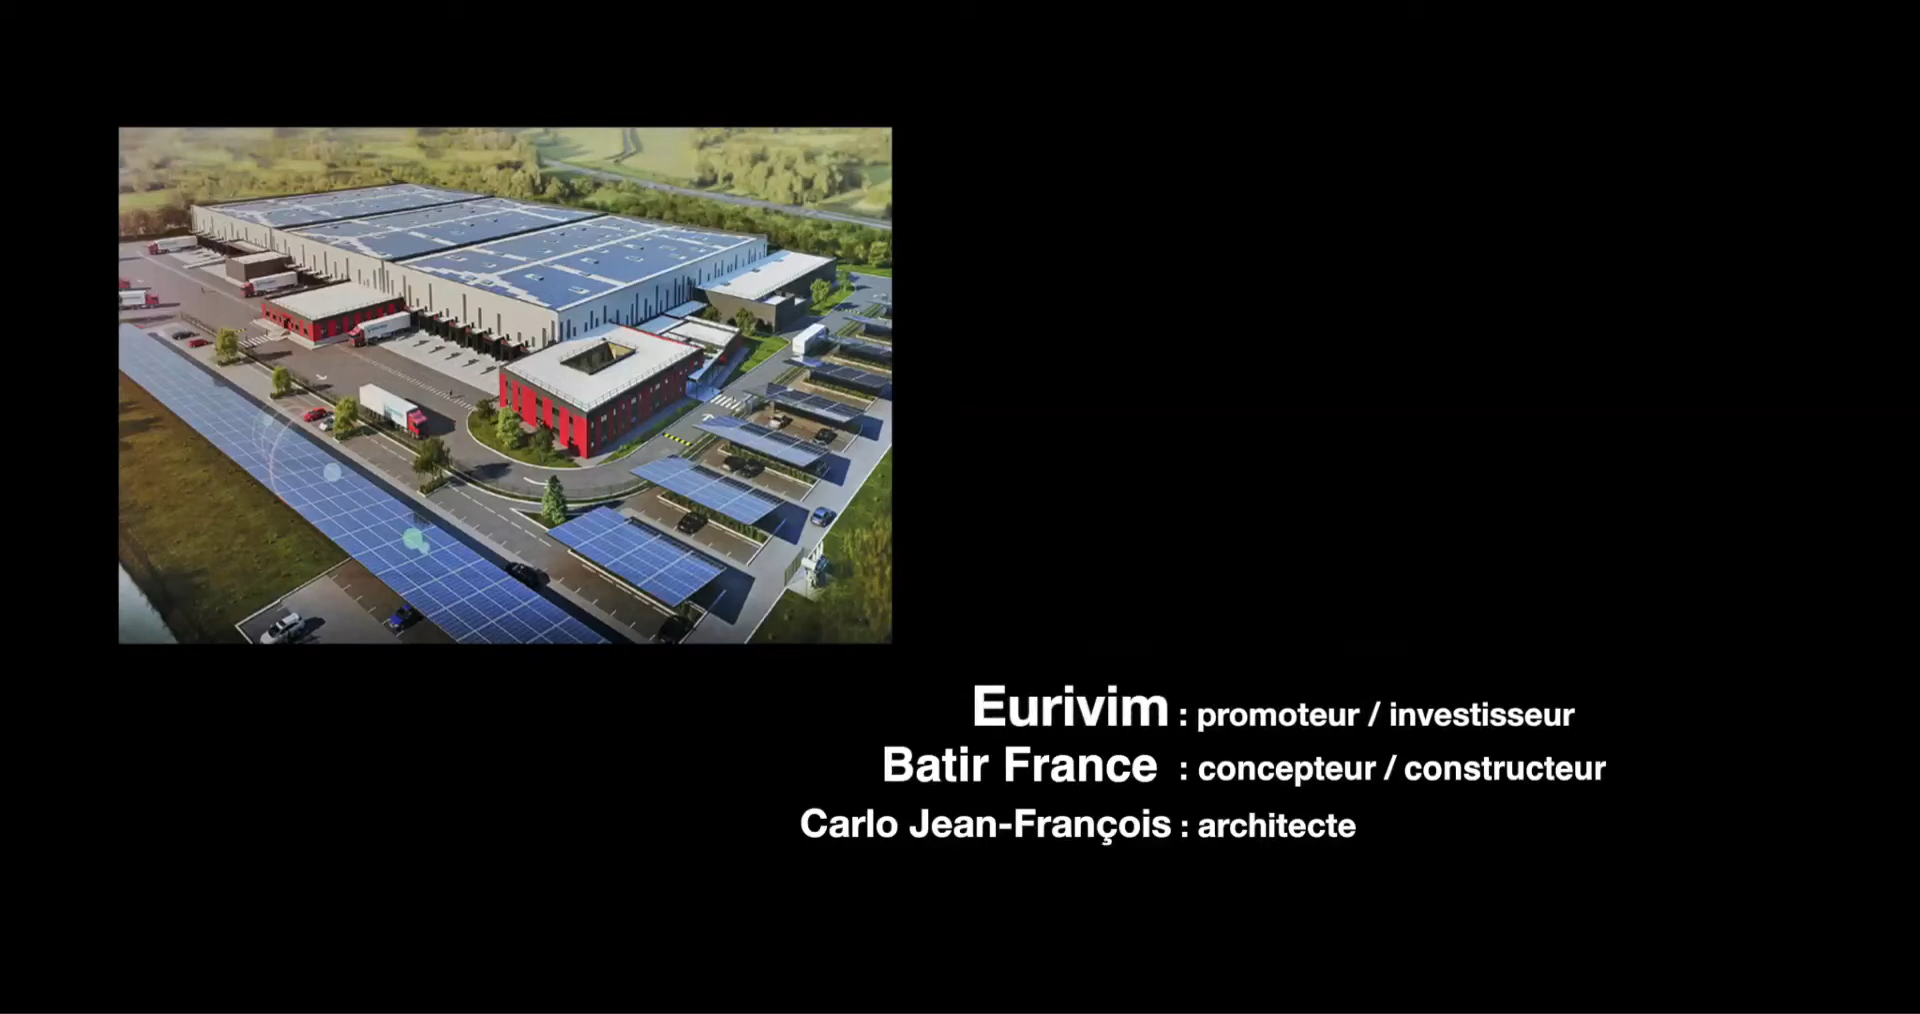 Eurivim : promoteur / investisseur
Batir France : concepteur / constructeur
Carlo Jean-François : architecte